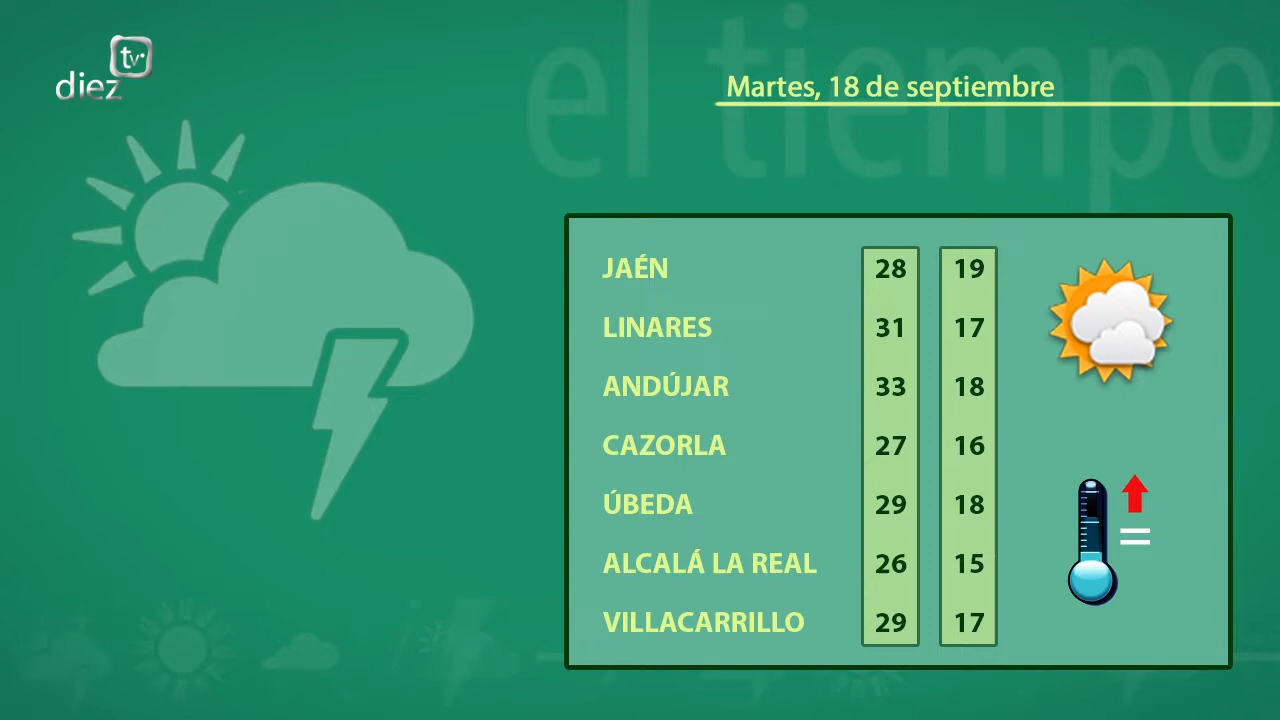 diez tv
el tiempo
Martes, 18 de septiembre
JAÉN 28 19
LINARES 31 17
ANDÚJAR 33 18
CAZORLA 27 16
ÚBEDA 29 18
ALCALÁ LA REAL 26 15
VILLACARRILLO 29 17